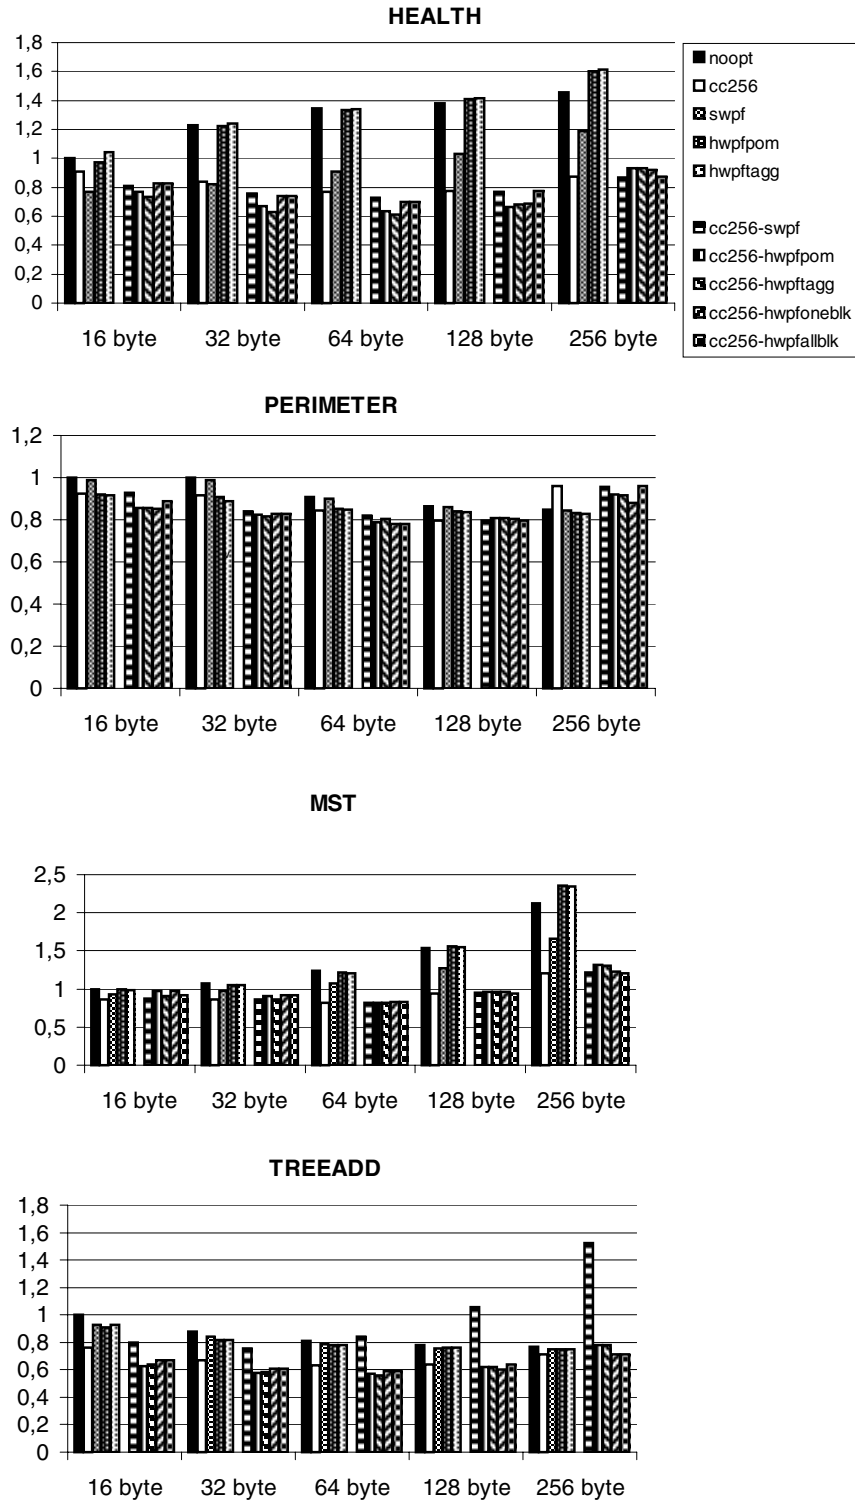 HEALTH
1,8
1,6
1,4
1,2
1
0,8
0,6
0,4
0,2
0
16 byte 32 byte 64 byte 128 byte 256 byte
noopt
cc256
swpf
hwpfpom
hwpftagg
cc256-swpf
cc256-hwpfpom
cc256-hwpftagg
cc256-hwpfoneblk
cc256-hwpfallblk
PERIMETER
1,2
1
0,8
0,6
0,4
0,2
0
16 byte 32 byte 64 byte 128 byte 256 byte
MST
2,5
2
1,5
1
0,5
0
16 byte 32 byte 64 byte 128 byte 256 byte
TREEADD
1,8
1,6
1,4
1,2
1
0,8
0,6
0,4
0,2
0
16 byte 32 byte 64 byte 128 byte 256 byte